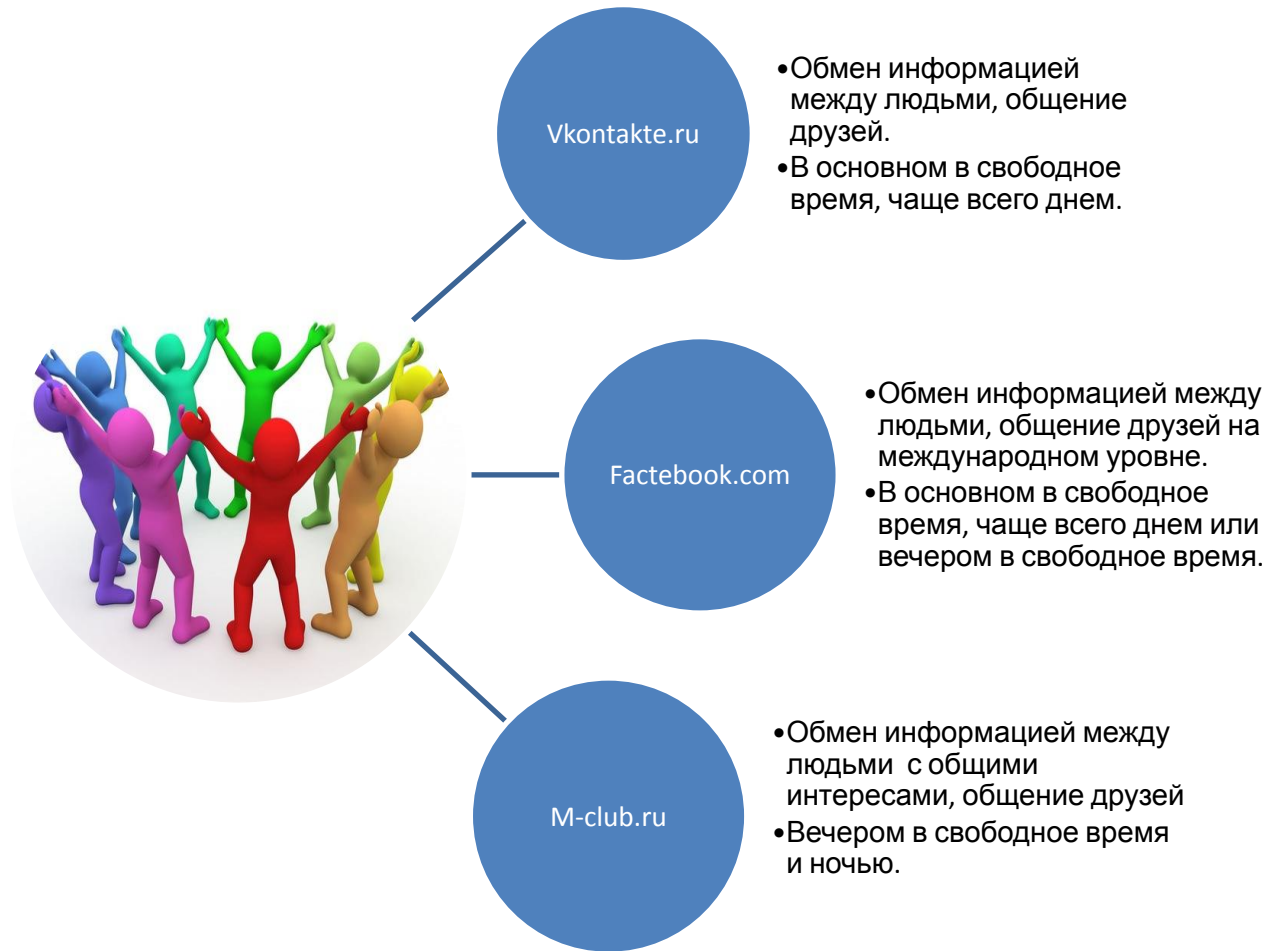 Vkontakte.ru
•Обмен информацией
между людьми, общение
друзей.
•В основном в свободное
время, чаще всего днем.
Factebook.com
•Обмен информацией между
людьми, общение друзей на
международном уровне.
•В основном в свободное
время, чаще всего днем или
вечером в свободное время.
M-club.ru
•Обмен информацией между
людьми с общими
интересами, общение друзей
•Вечером в свободное время
и ночью.